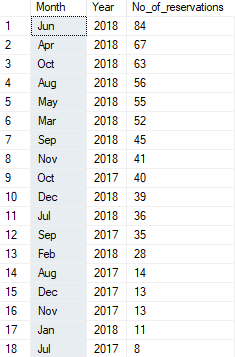 Month Year No_of_reservations
1 Jun 2018 84
2 Apr 2018 67
3 Oct 2018 63
4 Aug 2018 56
5 May 2018 55
6 Mar 2018 52
7 Sep 2018 45
8 Nov 2018 41
9 Oct 2017 40
10 Dec 2018 39
11 Jul 2018 36
12 Sep 2017 35
13 Feb 2018 28
14 Aug 2017 14
15 Dec 2017 13
16 Nov 2017 13
17 Jan 2018 11
18 Jul 2017 8